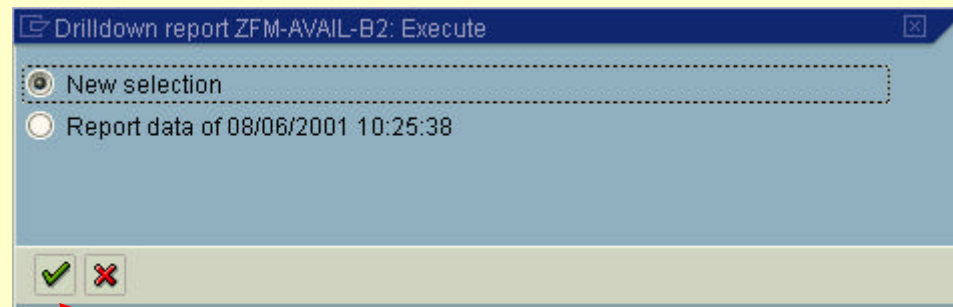 Drilldown report ZFM-AVAIL-B2: Execute
New selection
Report data of 08/06/2001 10:25:38